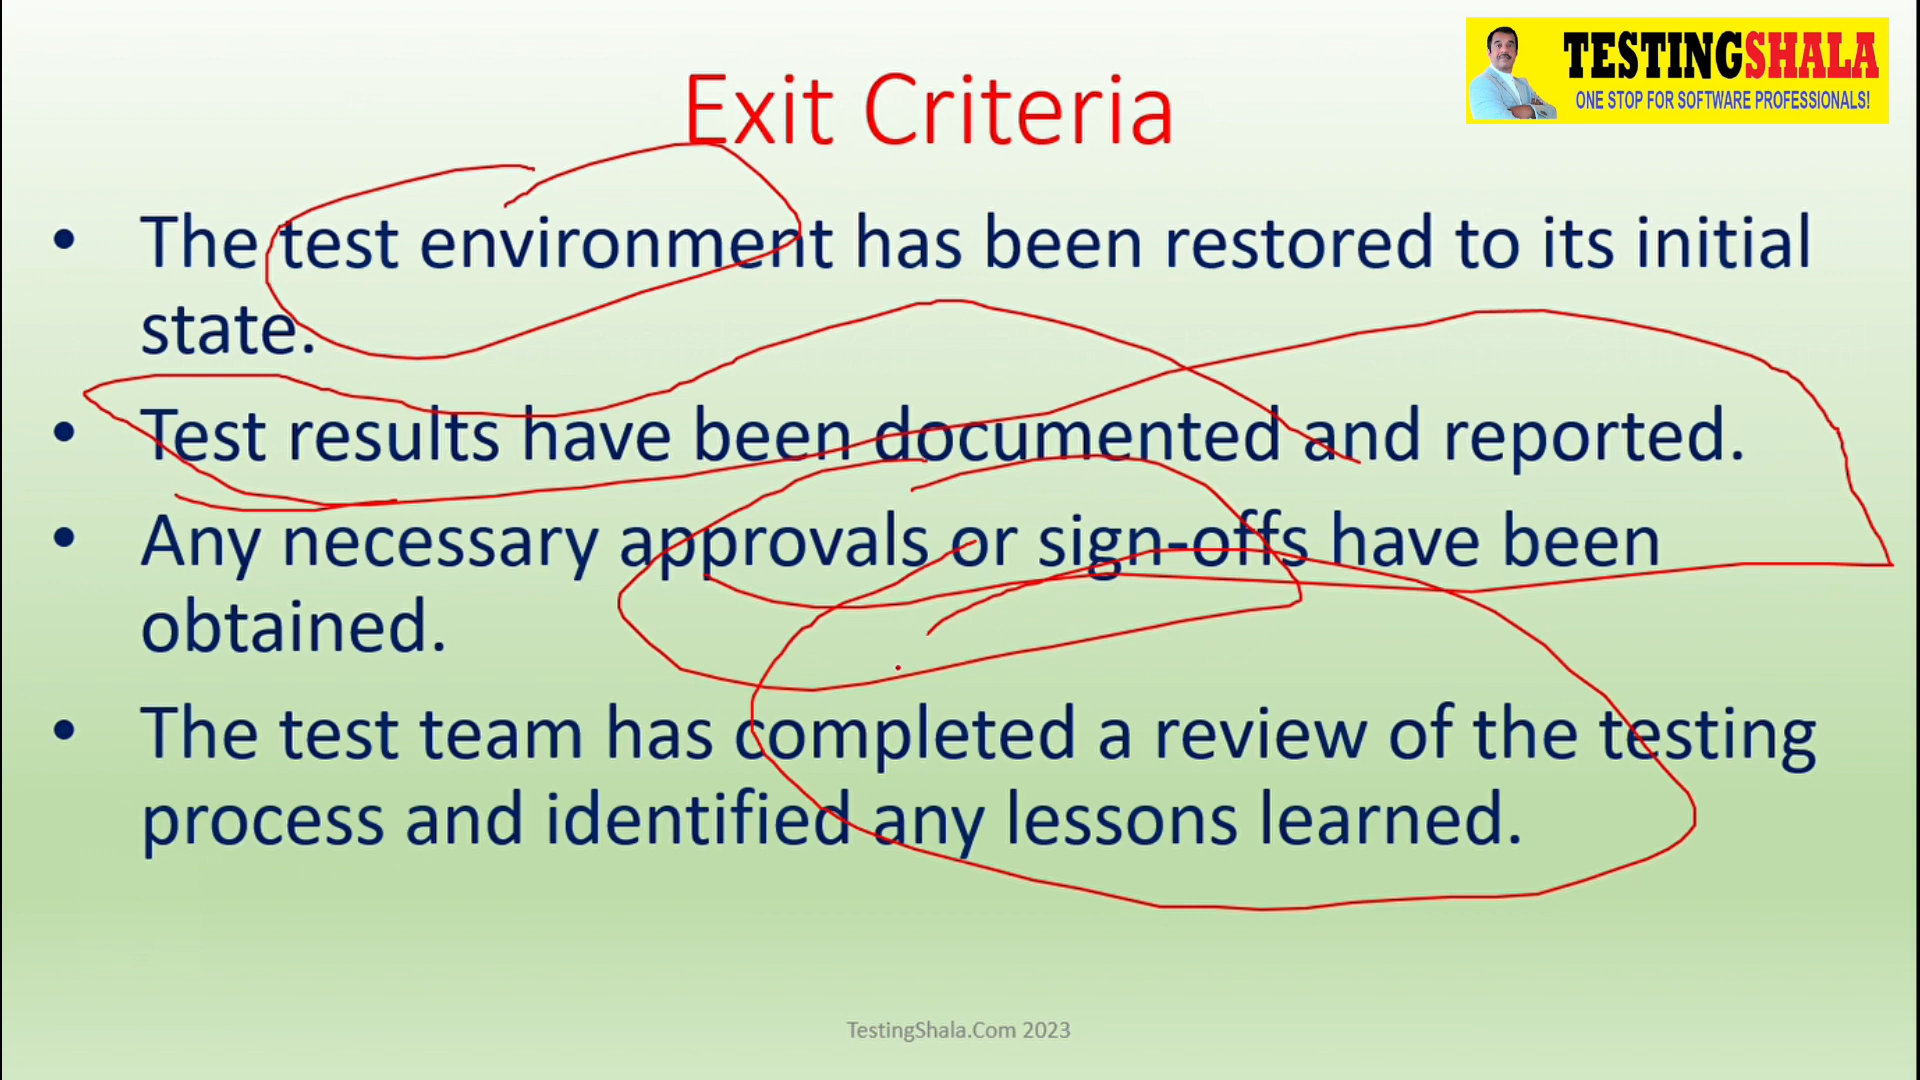 TESTINGSHALA
ONE STOP FOR SOFTWARE PROFESSIONALS!
Exit Criteria
• The test environment has been restored to its initial
state.
• Test results have been documented and reported.
• Any necessary approvals or sign-offs have been
obtained.
• The test team has completed a review of the testing
process and identified any lessons learned.
TestingShala.Com 2023